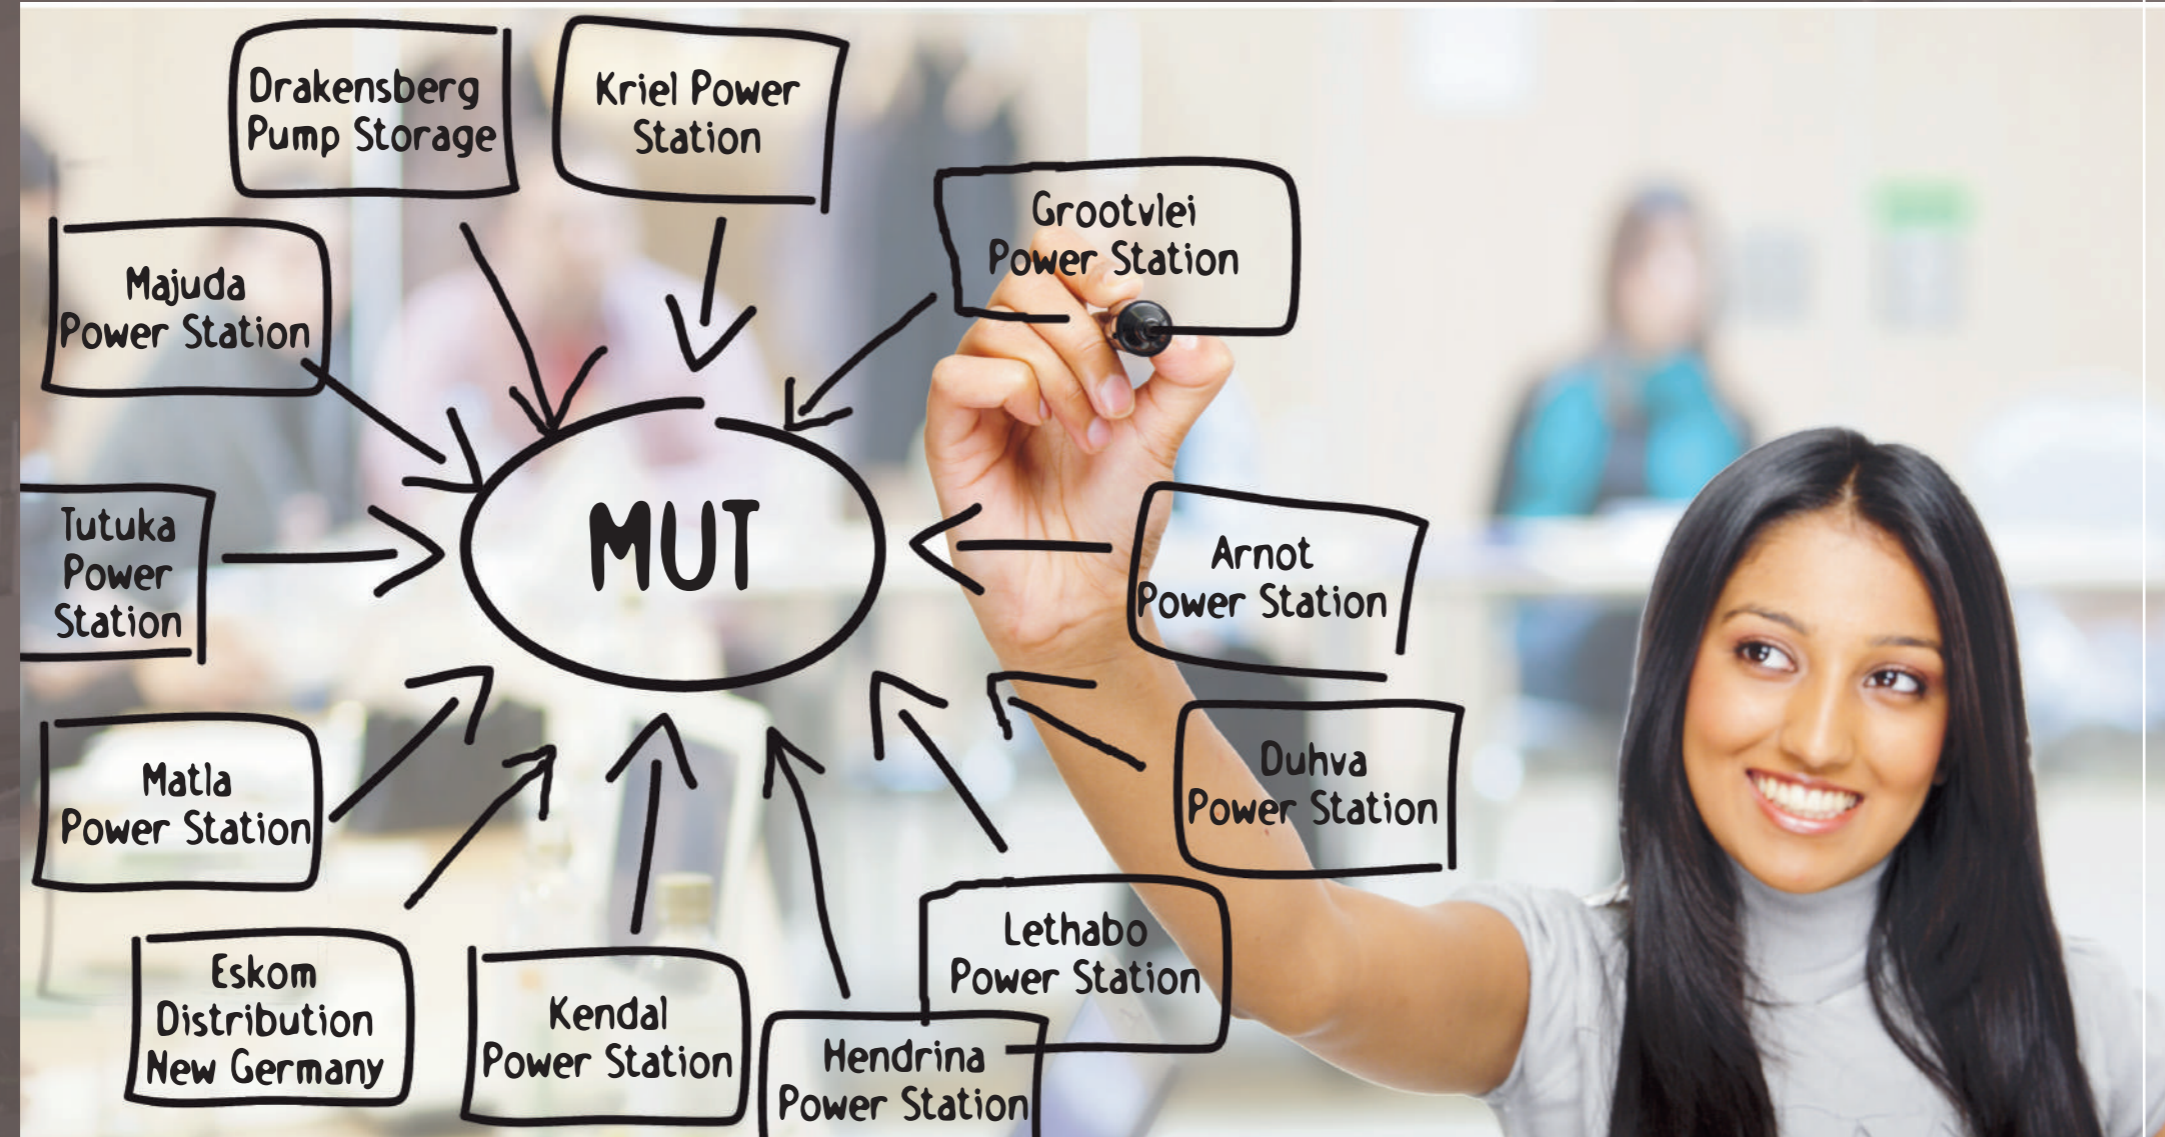 Drakensberg
Pump Storage
Kriel Power
Station
Grootvlei
Power Station
Majuda
Power Station
MUT
Tutuka
Power
Station
Arnot
Power Station
Duhva
Power Station
Matla
Power Station
Lethabo
Power Station
Eskom
Distribution
New Germany
Kendal
Power Station
Hendrina
Power Station